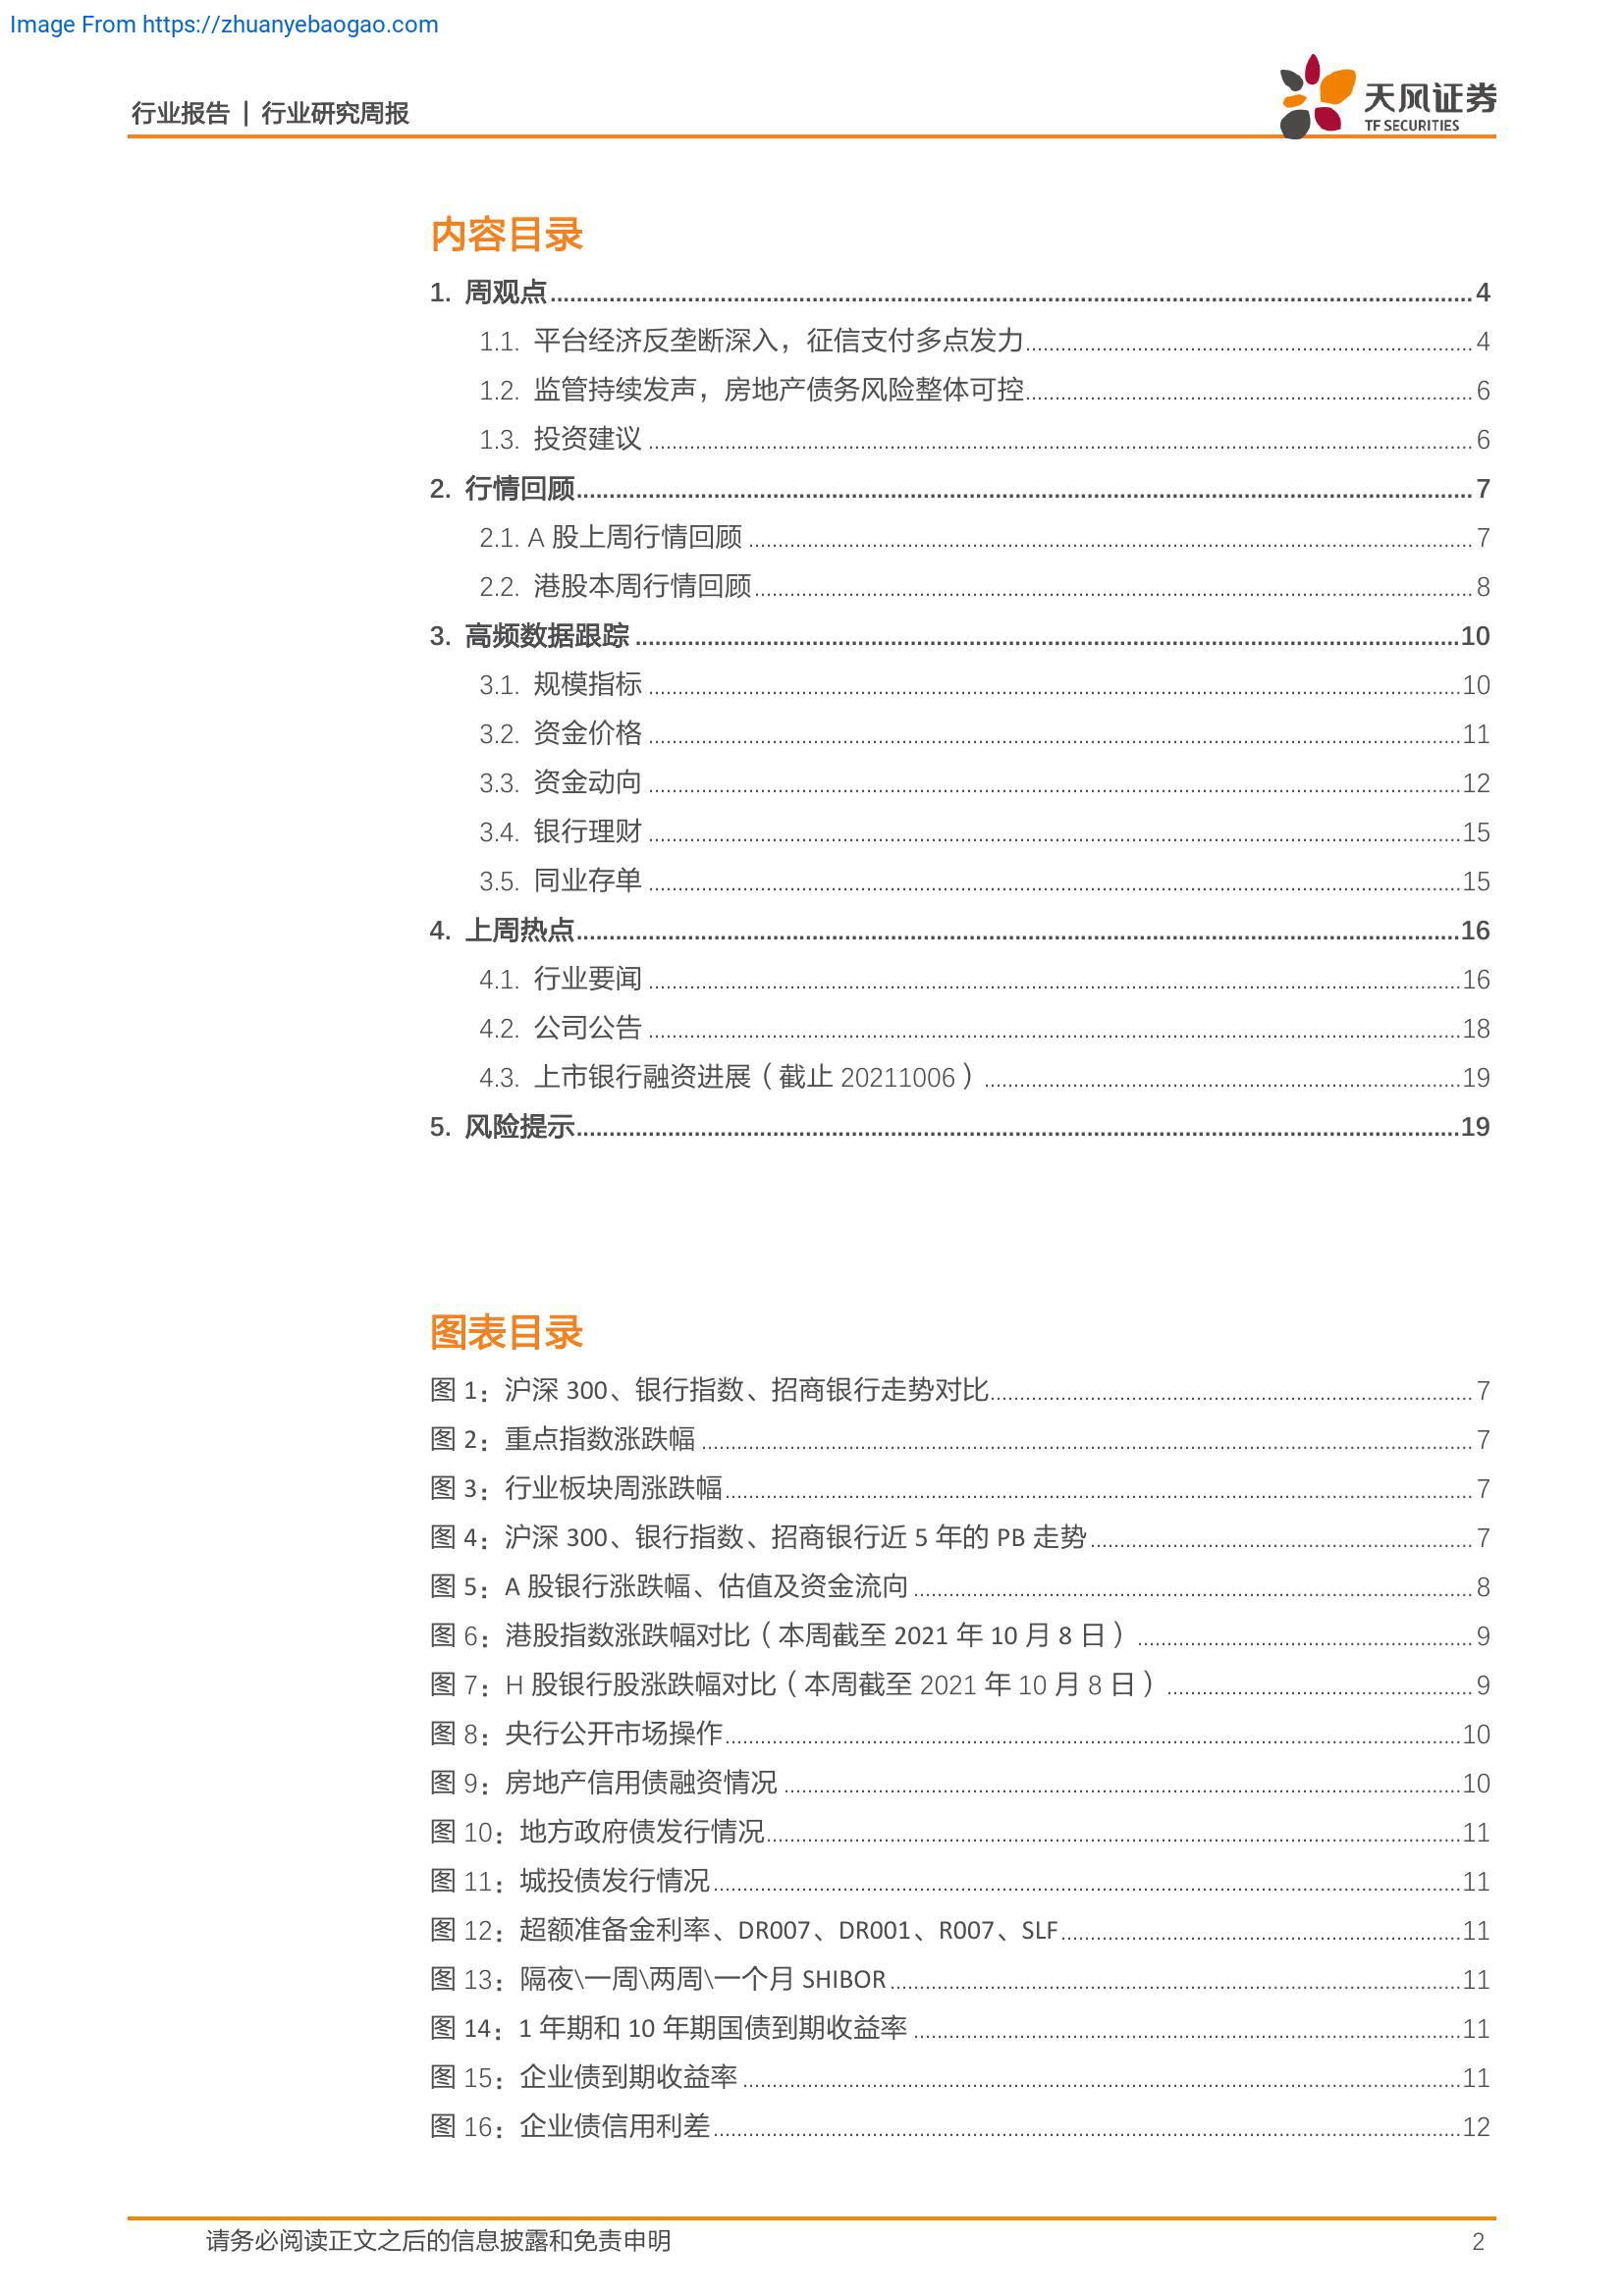 Image From https://zhuanyebaogao.com
行业报告 | 行业研究周报
天风证券
TF SECURITIES
内容目录
1. 周观点 4
1.1. 平台经济反垄断深入，征信支付多点发力 4
1.2. 监管持续发声，房地产债务风险整体可控 6
1.3. 投资建议 6
2. 行情回顾 7
2.1. A 股上周行情回顾 7
2.2. 港股本周行情回顾 8
3. 高频数据跟踪 10
3.1. 规模指标 10
3.2. 资金价格 11
3.3. 资金动向 12
3.4. 银行理财 15
3.5. 同业存单 15
4. 上周热点 16
4.1. 行业要闻 16
4.2. 公司公告 18
4.3. 上市银行融资进展（截止 20211006） 19
5. 风险提示 19
图表目录
图 1：沪深 300、银行指数、招商银行走势对比 7
图 2：重点指数涨跌幅 7
图 3：行业板块周涨跌幅 7
图 4：沪深 300、银行指数、招商银行近 5 年的 PB 走势 7
图 5：A 股银行涨跌幅、估值及资金流向 8
图 6：港股指数涨跌幅对比（本周截至 2021 年 10 月 8 日） 9
图 7：H 股银行股涨跌幅对比（本周截至 2021 年 10 月 8 日） 9
图 8：央行公开市场操作 10
图 9：房地产信用债融资情况 10
图 10：地方政府债发行情况 11
图 11：城投债发行情况 11
图 12：超额准备金利率、DR007、DR001、R007、SLF 11
图 13：隔夜\一周\两周\一个月 SHIBOR 11
图 14：1 年期和 10 年期国债到期收益率 11
图 15：企业债到期收益率 11
图 16：企业债信用利差 12
请务必阅读正文之后的信息披露和免责申明 2